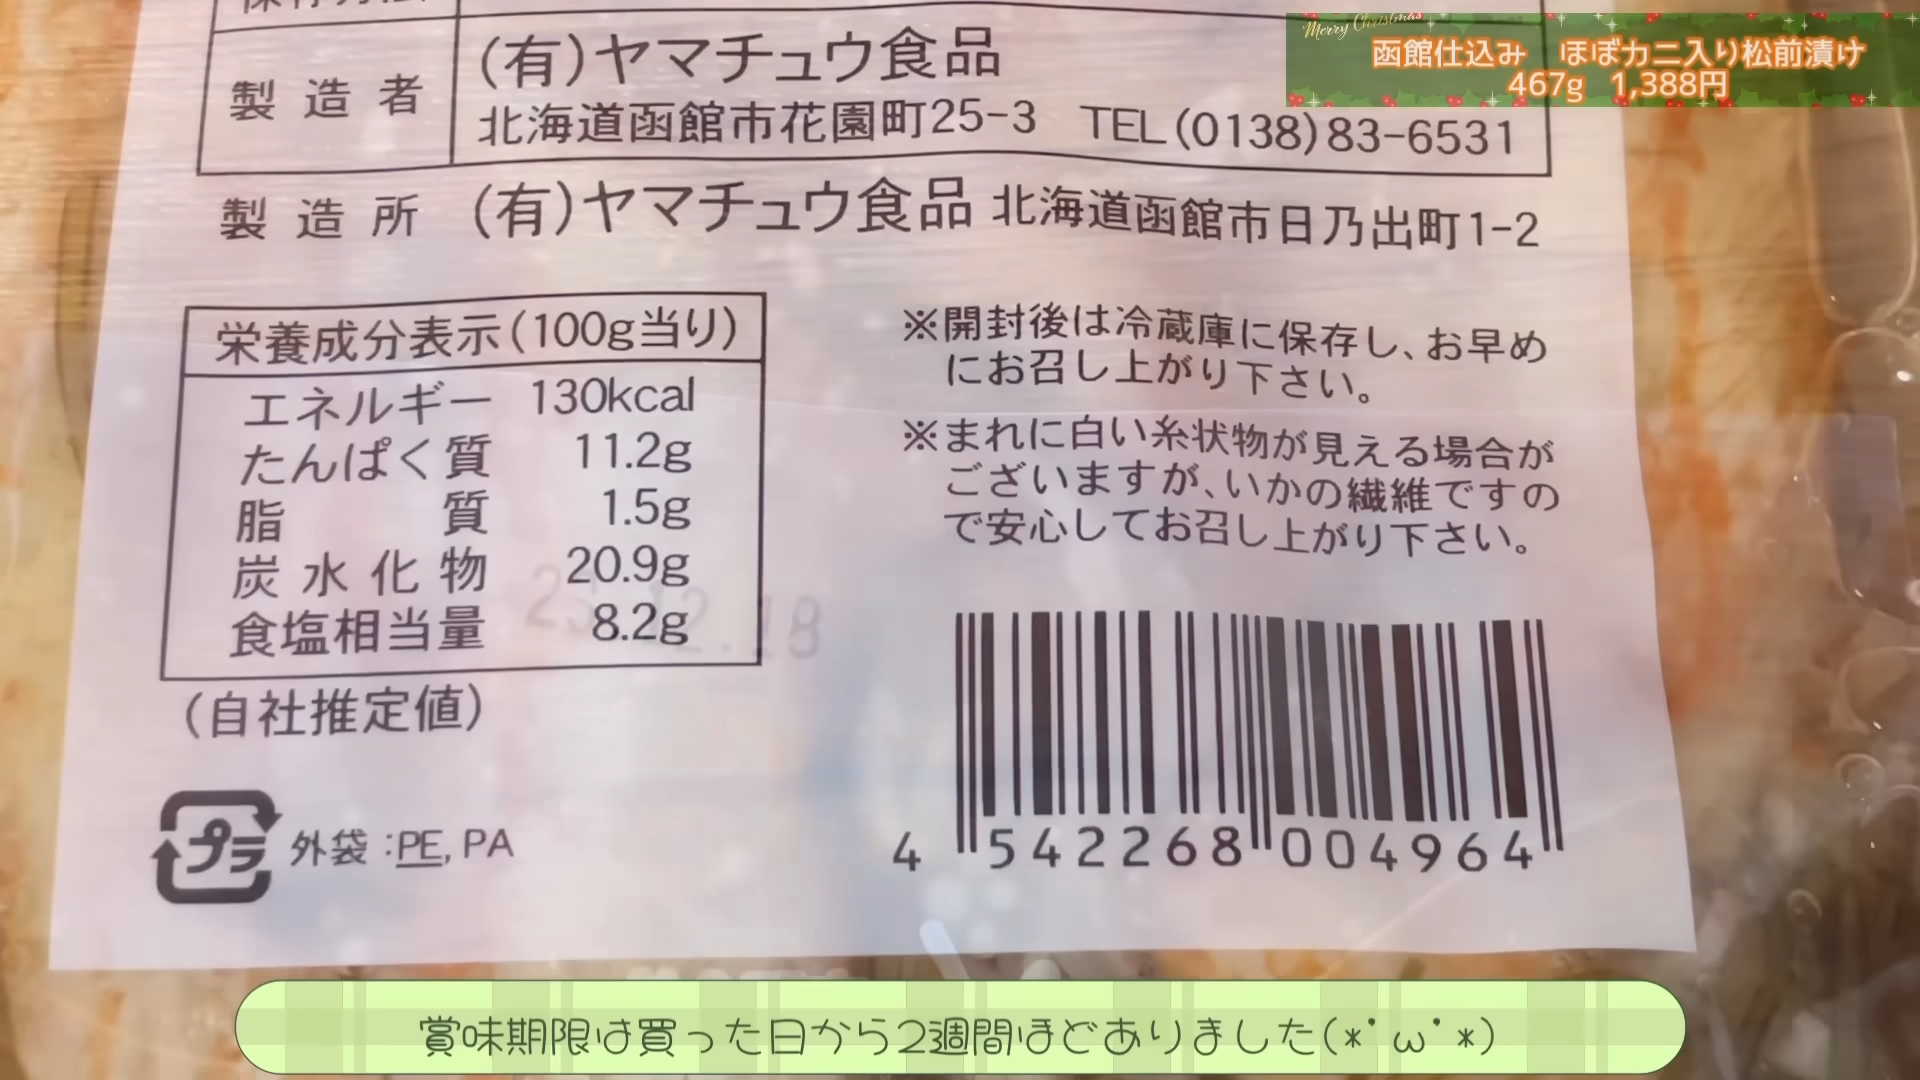 Merry Christmas
函館仕込み ほぼカニ入り松前漬け
467g 1,388円
製造者
(有)ヤマチュウ食品
北海道函館市花園町25-3 TEL(0138)83-6531
製造所 (有)ヤマチュウ食品 北海道函館市日乃出町1-2
栄養成分表示(100g当り)
エネルギー 130kcal
たんぱく質 11.2g
脂質 1.5g
炭水化物 20.9g
食塩相当量 8.2g
(自社推定値)
プラ 外袋:PE, PA
※開封後は冷蔵庫に保存し、お早め
にお召し上がり下さい。
※まれに白い糸状物が見える場合が
ございますが、いかの繊維ですの
で安心してお召し上がり下さい。
4 542268 004964
賞味期限は買った日から2週間ほどありました(*˙ω˙*)